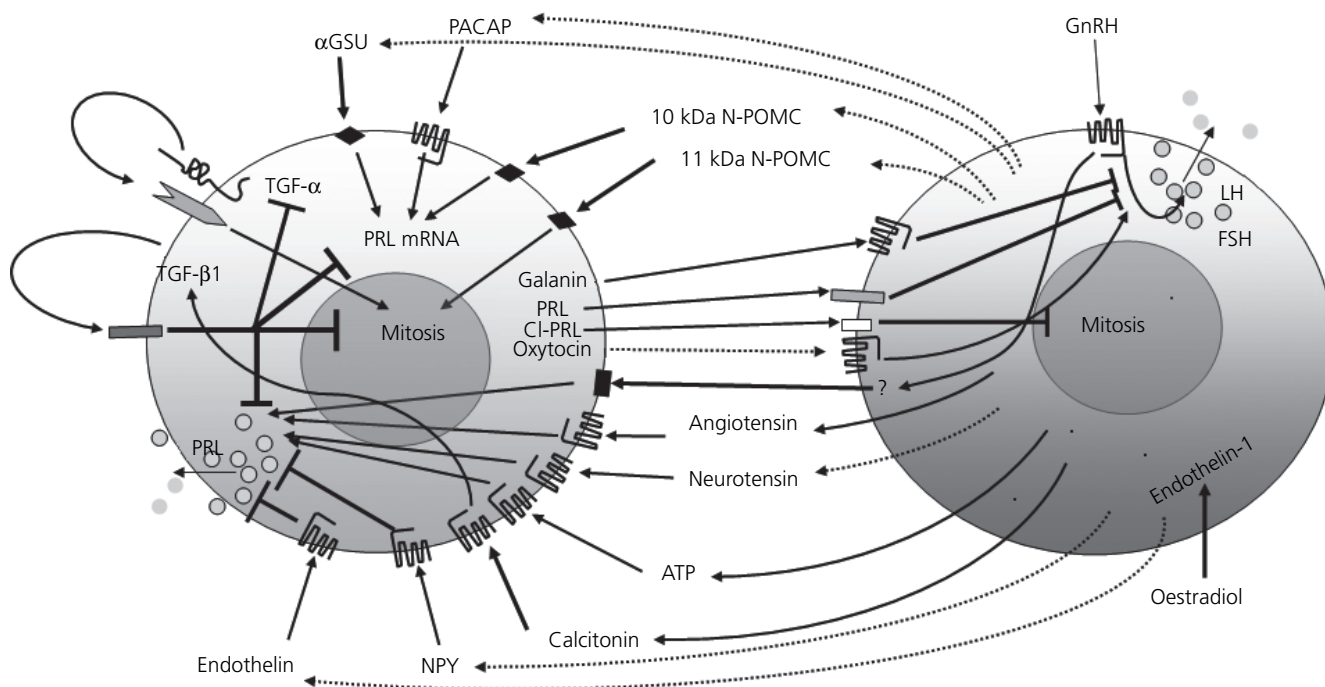 PACAP
αGSU
GnRH
10 kDa N-POMC
11 kDa N-POMC
TGF-α
PRL mRNA
LH
FSH
TGF-β1
Galanin
PRL
Cl-PRL
Oxytocin
Mitosis
Mitosis
?
Angiotensin
PRL
Neurotensin
Endothelin-1
ATP
Oestradiol
Calcitonin
Endothelin
NPY